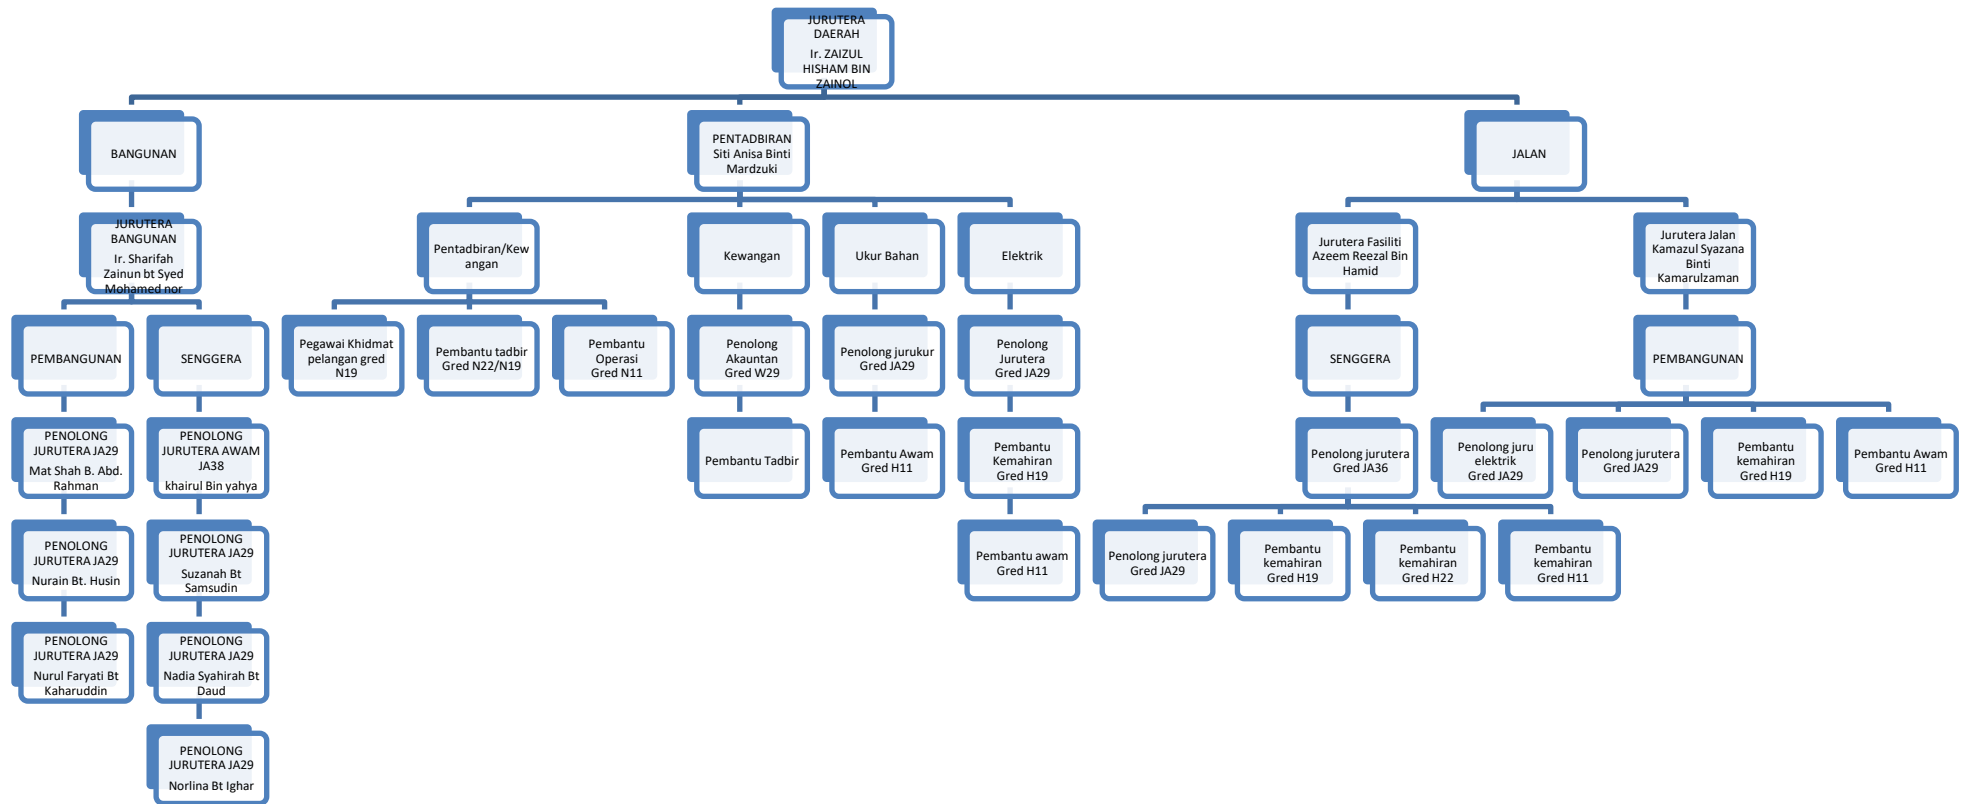 JURUTERA
DAERAH
Ir. ZAIZUL
HISHAM BIN
ZAINOL
BANGUNAN
PENTADBIRAN
Siti Anisa Binti
Mardzuki
JALAN
JURUTERA
BANGUNAN
Ir. Sharifah
Zainun bt Syed
Mohamed nor
Pentadbiran/Kew
angan
Kewangan
Ukur Bahan
Elektrik
Jurutera Fasiliti
Azeem Reezal Bin
Hamid
Jurutera Jalan
Kamazul Syazana
Binti
Kamarulzaman
PEMBANGUNAN
SENGGERA
Pegawai Khidmat
pelangan gred
N19
Pembantu tadbir
Gred N22/N19
Pembantu
Operasi
Gred N11
Penolong
Akauntan
Gred W29
Penolong jurukur
Gred JA29
Penolong
Jurutera
Gred JA29
SENGGERA
PEMBANGUNAN
PENOLONG
JURUTERA JA29
Mat Shah B. Abd.
Rahman
PENOLONG
JURUTERA AWAM
JA38
khairul Bin yahya
Pembantu Tadbir
Pembantu Awam
Gred H11
Pembantu
Kemahiran
Gred H19
Penolong jurutera
Gred JA36
Penolong juru
elektrik
Gred JA29
Penolong jurutera
Gred JA29
Pembantu
kemahiran
Gred H19
Pembantu Awam
Gred H11
PENOLONG
JURUTERA JA29
Nurain Bt. Husin
PENOLONG
JURUTERA JA29
Suzanah Bt
Samsudin
Pembantu awam
Gred H11
Penolong jurutera
Gred JA29
Pembantu
kemahiran
Gred H19
Pembantu
kemahiran
Gred H22
Pembantu
kemahiran
Gred H11
PENOLONG
JURUTERA JA29
Nurul Faryati Bt
Kaharuddin
PENOLONG
JURUTERA JA29
Nadia Syahirah Bt
Daud
PENOLONG
JURUTERA JA29
Norlina Bt Ighar